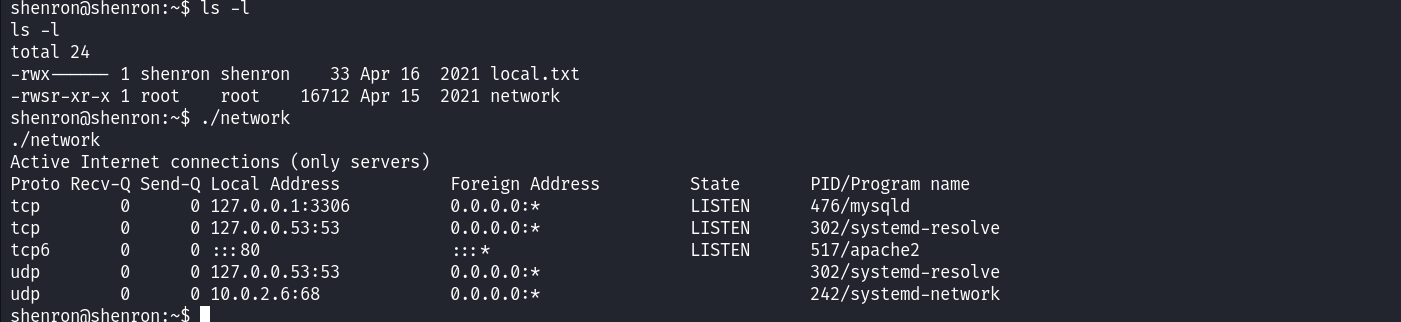 shenron@shenron:~$ ls -l
ls -l
total 24
-rwx------ 1 shenron shenron    33 Apr 16  2021 local.txt
-rwsr-xr-x 1 root    root    16712 Apr 15  2021 network
shenron@shenron:~$ ./network
./network
Active Internet connections (only servers)
Proto Recv-Q Send-Q Local Address           Foreign Address         State       PID/Program name
tcp        0      0 127.0.0.1:3306          0.0.0.0:*               LISTEN      476/mysqld
tcp        0      0 127.0.0.53:53           0.0.0.0:*               LISTEN      302/systemd-resolve
tcp6       0      0 :::80                   :::*                    LISTEN      517/apache2
udp        0      0 127.0.0.53:53           0.0.0.0:*                           302/systemd-resolve
udp        0      0 10.0.2.6:68             0.0.0.0:*                           242/systemd-network
shenron@shenron:~$